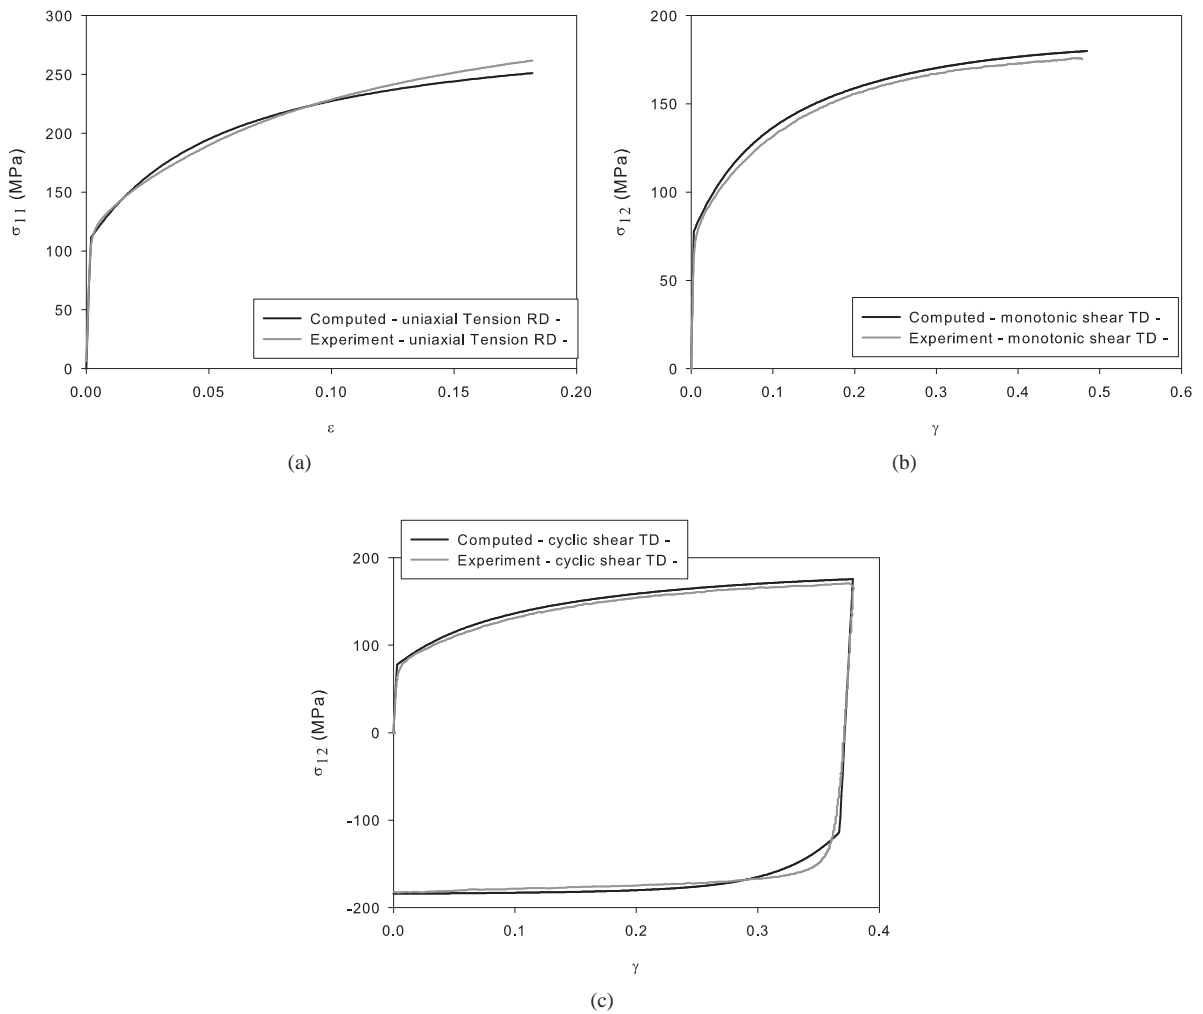 300
250
200
150
100
50
0
σ11 (MPa)
Computed - uniaxial Tension RD -
Experiment - uniaxial Tension RD -
0.00 0.05 0.10 0.15 0.20
ε
(a)
200
150
100
50
0
σ12 (MPa)
Computed - monotonic shear TD -
Experiment - monotonic shear TD -
0.0 0.1 0.2 0.3 0.4 0.5 0.6
γ
(b)
Computed - cyclic shear TD -
Experiment - cyclic shear TD -
200
100
0
-100
-200
σ12 (MPa)
0.0 0.1 0.2 0.3 0.4
γ
(c)